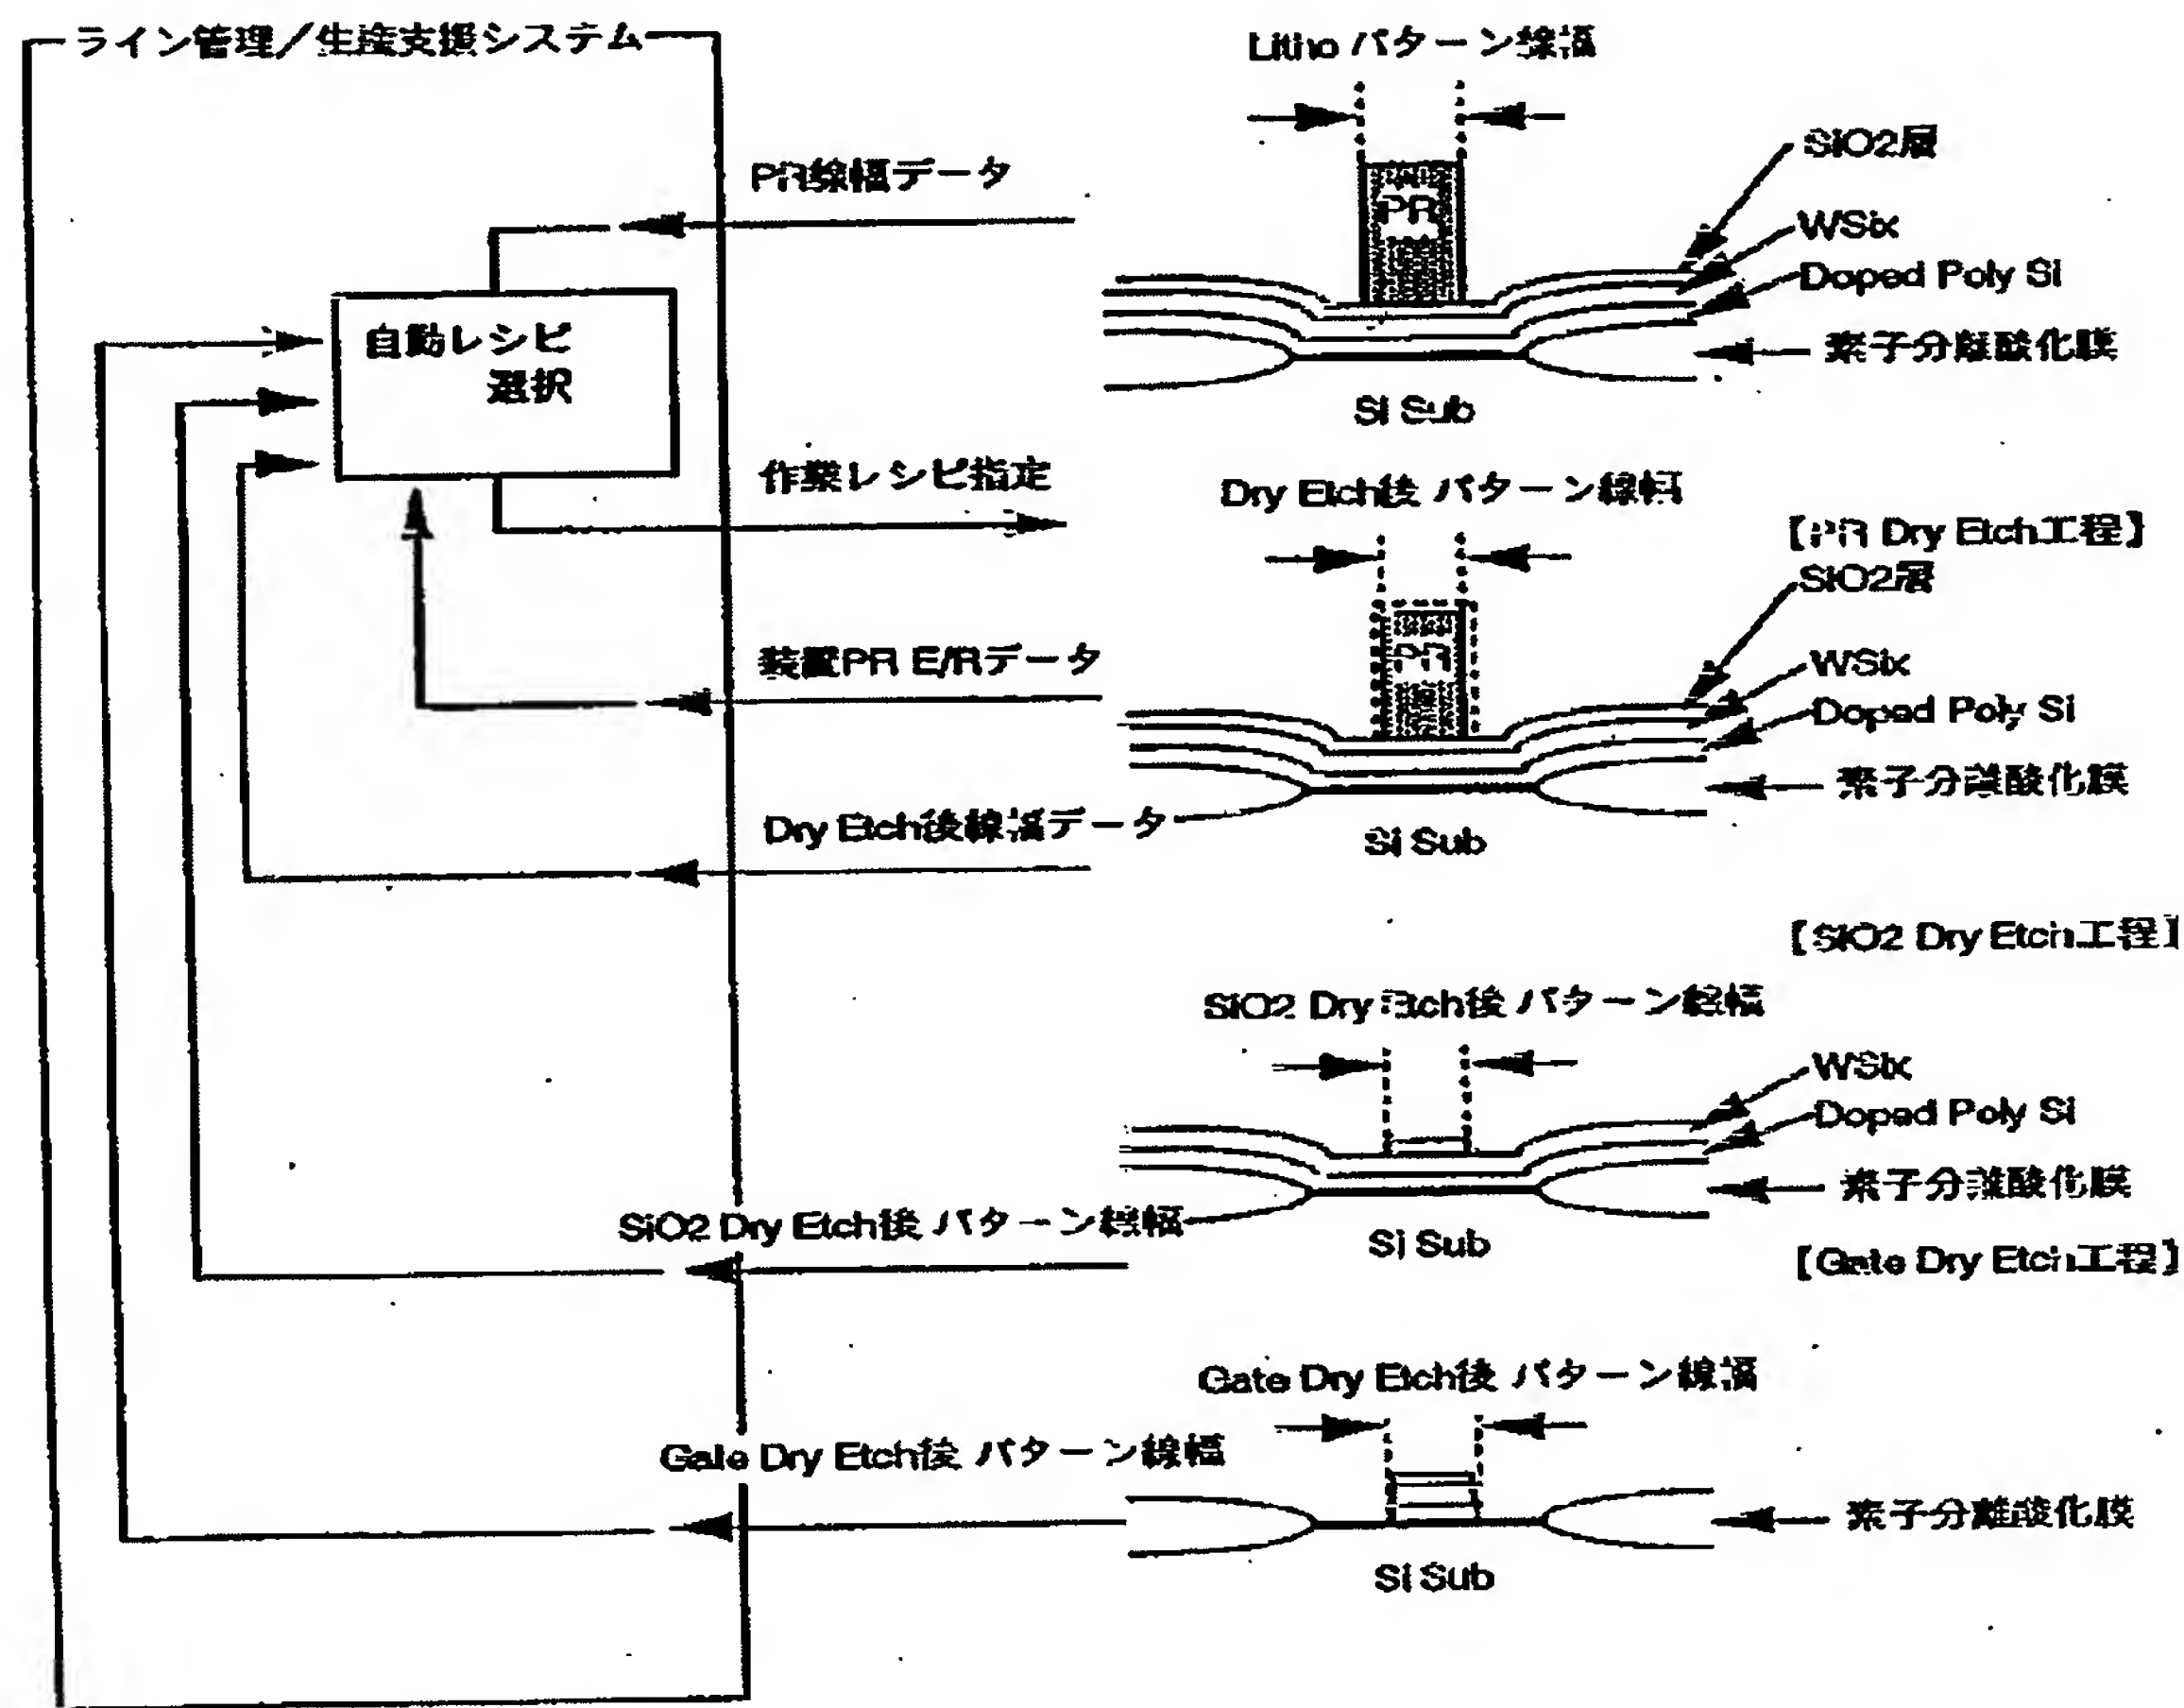 ライン管理／生産支援システム
Litho パターン線幅
PR線幅データ
SiO2層
PR
WSix
Doped Poly Si
自動レシピ
選択
素子分離酸化膜
Si Sub
作業レシピ指定
Dry Etch後 パターン線幅
【PR Dry Etch工程】
SiO2層
装置PR E/Rデータ
PR
WSix
Doped Poly Si
素子分離酸化膜
Dry Etch後線幅データ
Si Sub
【SiO2 Dry Etch工程】
SiO2 Dry Etch後 パターン線幅
WSix
Doped Poly Si
素子分離酸化膜
SiO2 Dry Etch後 パターン線幅
Si Sub
【Gate Dry Etch工程】
Gate Dry Etch後 パターン線幅
Gate Dry Etch後 パターン線幅
素子分離酸化膜
Si Sub